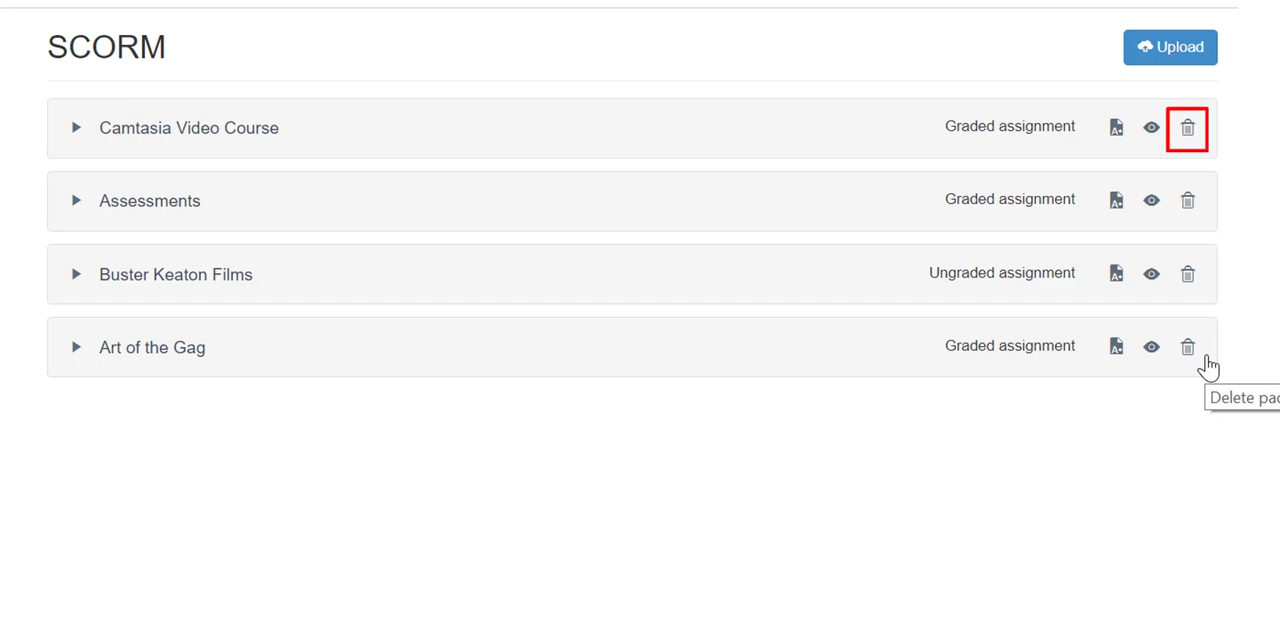 SCORM
Upload
Camtasia Video Course Graded assignment
Assessments Graded assignment
Buster Keaton Films Ungraded assignment
Art of the Gag Graded assignment
Delete pac